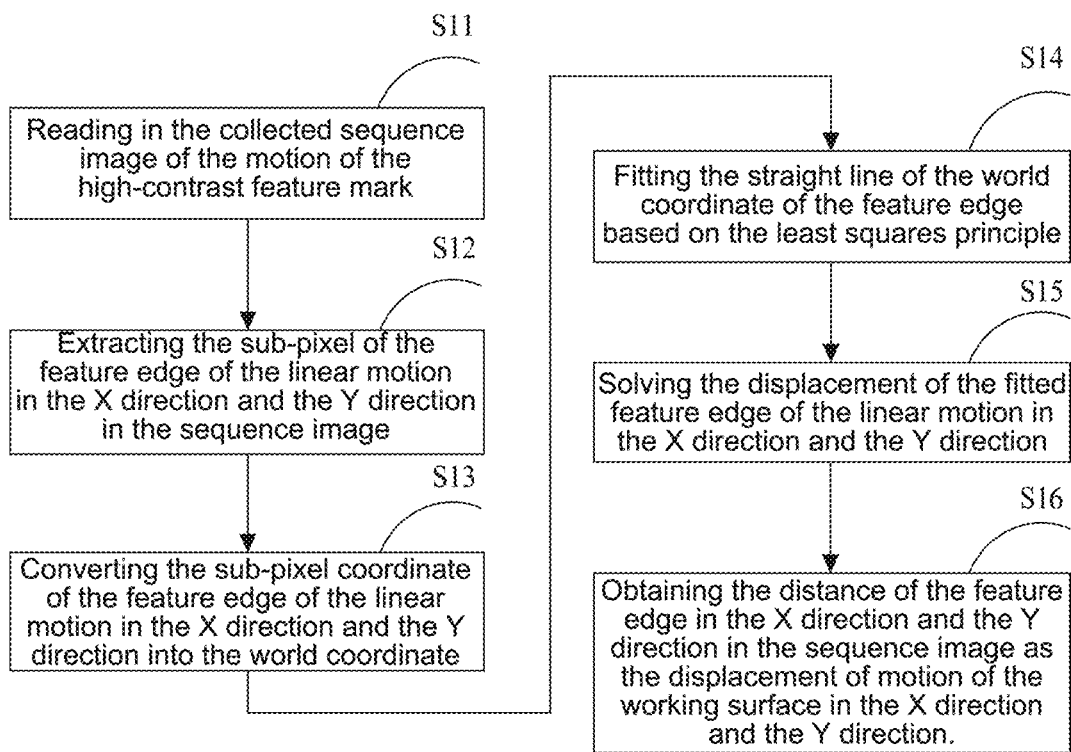 S11
Reading in the collected sequence
image of the motion of the
high-contrast feature mark
S12
Extracting the sub-pixel of the
feature edge of the linear motion
in the X direction and the Y direction
in the sequence image
S13
Converting the sub-pixel coordinate
of the feature edge of the linear
motion in the X direction and the Y
direction into the world coordinate
S14
Fitting the straight line of the world
coordinate of the feature edge
based on the least squares principle
S15
Solving the displacement of the fitted
feature edge of the linear motion in
the X direction and the Y direction
S16
Obtaining the distance of the feature
edge in the X direction and the Y
direction in the sequence image as
the displacement of motion of the
working surface in the X direction
and the Y direction.